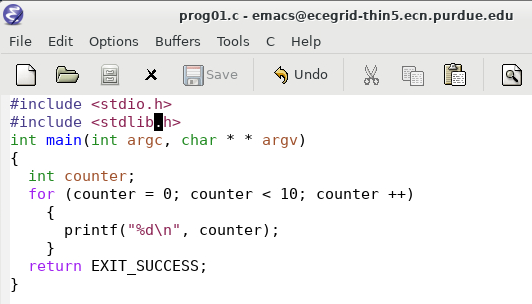 prog01.c - emacs@ecegrid-thin5.ecn.purdue.edu
File Edit Options Buffers Tools C Help
Save Undo
#include <stdio.h>
#include <stdlib.h>
int main(int argc, char * * argv)
{
  int counter;
  for (counter = 0; counter < 10; counter ++)
    {
      printf("%d\n", counter);
    }
  return EXIT_SUCCESS;
}